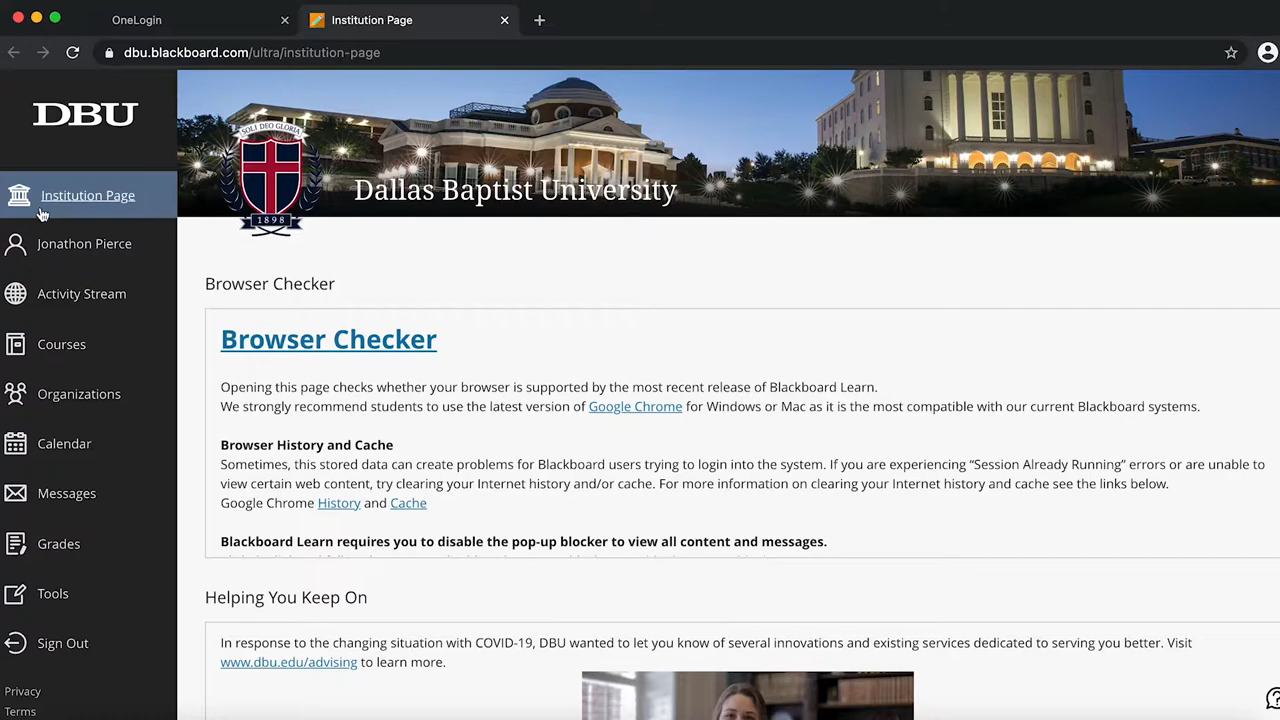 OneLogin
Institution Page
dbu.blackboard.com/ultra/institution-page
DBU
Institution Page
Jonathon Pierce
Activity Stream
Courses
Organizations
Calendar
Messages
Grades
Tools
Sign Out
Privacy
Terms
SOLI DEO GLORIA
1898
Dallas Baptist University
Browser Checker
Browser Checker
Opening this page checks whether your browser is supported by the most recent release of Blackboard Learn.
We strongly recommend students to use the latest version of Google Chrome for Windows or Mac as it is the most compatible with our current Blackboard systems.
Browser History and Cache
Sometimes, this stored data can create problems for Blackboard users trying to login into the system. If you are experiencing “Session Already Running” errors or are unable to
view certain web content, try clearing your Internet history and/or cache. For more information on clearing your Internet history and cache see the links below.
Google Chrome History and Cache
Blackboard Learn requires you to disable the pop-up blocker to view all content and messages.
Helping You Keep On
In response to the changing situation with COVID-19, DBU wanted to let you know of several innovations and existing services dedicated to serving you better. Visit
www.dbu.edu/advising to learn more.